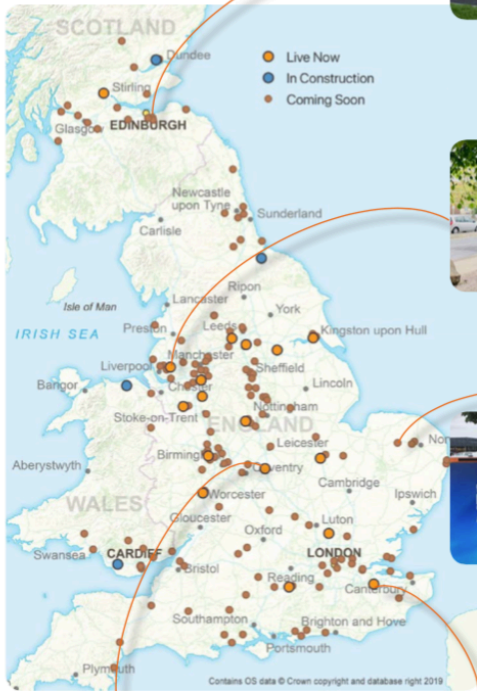 SCOTLAND
Dundee
Live Now
In Construction
Stirling
Coming Soon
Glasgow
EDINBURGH
Newcastle
upon Tyne
Sunderland
Carlisle
Ripon
Isle of Man
Lancaster
York
IRISH SEA
Preston
Leeds
Kingston upon Hull
Manchester
Liverpool
Sheffield
Bangor
Chester
Lincoln
Stoke-on-Trent
Nottingham
ENGLAND
Leicester
Nor
Birming
Coventry
Aberystwyth
Cambridge
WALES
Worcester
Ipswich
Gloucester
Luton
Oxford
Swansea
CARDIFF
LONDON
Bristol
Reading
Canterbury
Southampton
Brighton and Hove
Portsmouth
Plymouth
Contains OS data © Crown copyright and database right 2019